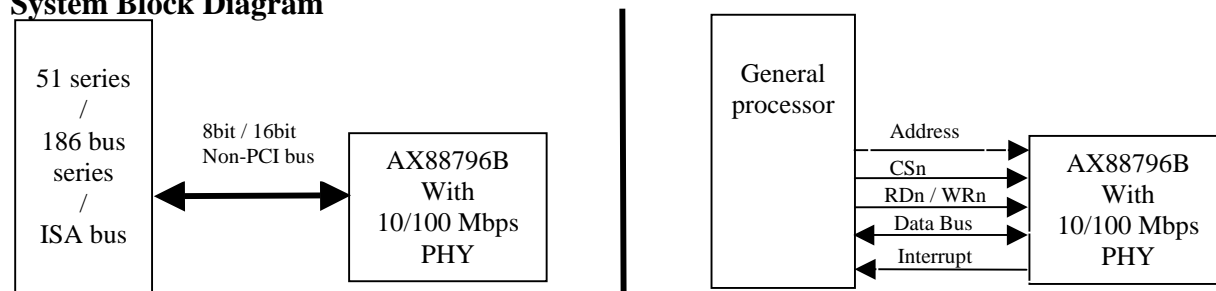 System Block Diagram
51 series
/
186 bus
series
/
ISA bus
8bit / 16bit
Non-PCI bus
AX88796B
With
10/100 Mbps
PHY
General
processor
Address
CSn
RDn / WRn
Data Bus
Interrupt
AX88796B
With
10/100 Mbps
PHY